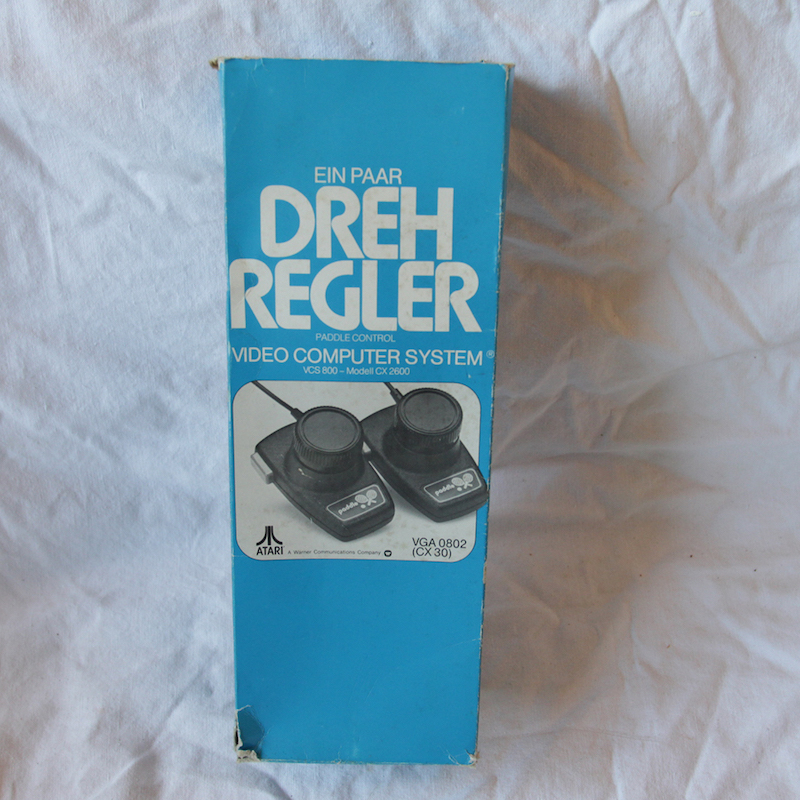 EIN PAAR
DREH
REGLER
PADDLE CONTROL
VIDEO COMPUTER SYSTEM®
VCS 800 – Modell CX 2600
paddle
paddle
ATARI
A Warner Communications Company
VGA 0802
(CX 30)